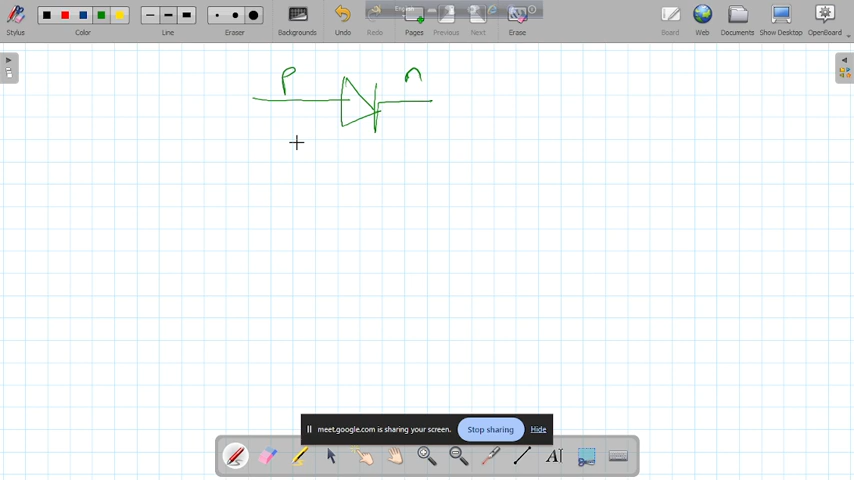 English
Stylus Color Line Eraser Backgrounds Undo Redo Pages Previous Next Erase Board Web Documents Show Desktop OpenBoard
P n
meet.google.com is sharing your screen. Stop sharing Hide